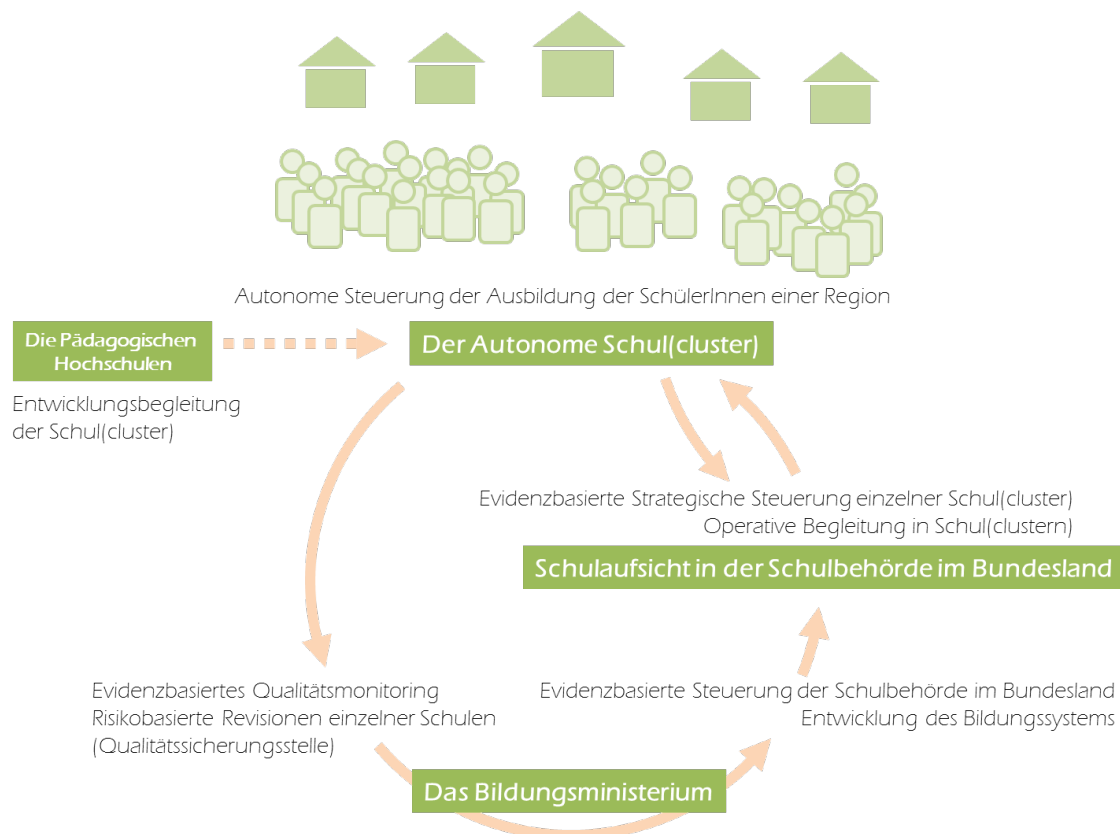 Autonome Steuerung der Ausbildung der SchülerInnen einer Region
Die Pädagogischen
Hochschulen
Der Autonome Schul(cluster)
Entwicklungsbegleitung
der Schul(cluster)
Evidenzbasierte Strategische Steuerung einzelner Schul(cluster)
Operative Begleitung in Schul(clustern)
Schulaufsicht in der Schulbehörde im Bundesland
Evidenzbasiertes Qualitätsmonitoring
Risikobasierte Revisionen einzelner Schulen
(Qualitätssicherungsstelle)
Evidenzbasierte Steuerung der Schulbehörde im Bundesland
Entwicklung des Bildungssystems
Das Bildungsministerium